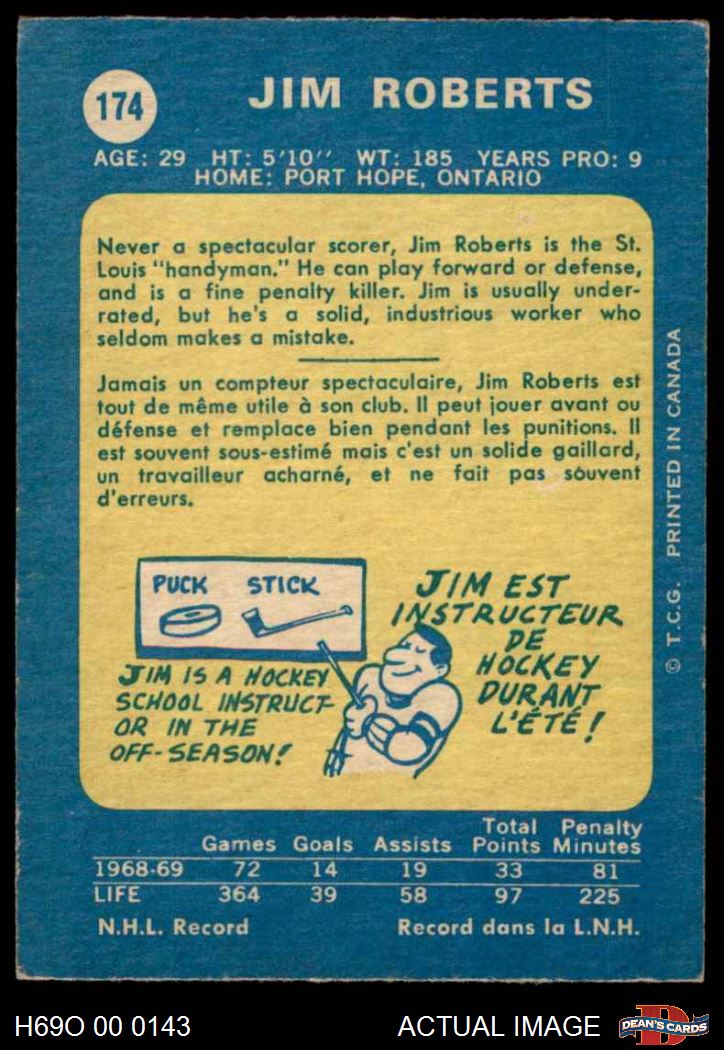 174
JIM ROBERTS
AGE: 29 HT: 5'10'' WT: 185 YEARS PRO: 9
HOME: PORT HOPE, ONTARIO
Never a spectacular scorer, Jim Roberts is the St.
Louis "handyman." He can play forward or defense,
and is a fine penalty killer. Jim is usually under-
rated, but he's a solid, industrious worker who
seldom makes a mistake.
Jamais un compteur spectaculaire, Jim Roberts est
tout de même utile à son club. Il peut jouer avant ou
défense et remplace bien pendant les punitions. Il
est souvent sous-estimé mais c'est un solide gaillard,
un travailleur acharné, et ne fait pas souvent
d'erreurs.
PUCK STICK
JIM IS A HOCKEY
SCHOOL INSTRUCT-
OR IN THE
OFF-SEASON!
JIM EST
INSTRUCTEUR
DE
HOCKEY
DURANT
L'ÉTÉ!
© T.C.G. PRINTED IN CANADA
Games Goals Assists Total Points Penalty Minutes
1968-69 72 14 19 33 81
LIFE 364 39 58 97 225
N.H.L. Record Record dans la L.N.H.
H69O 00 0143 ACTUAL IMAGE D DEAN'S CARDS